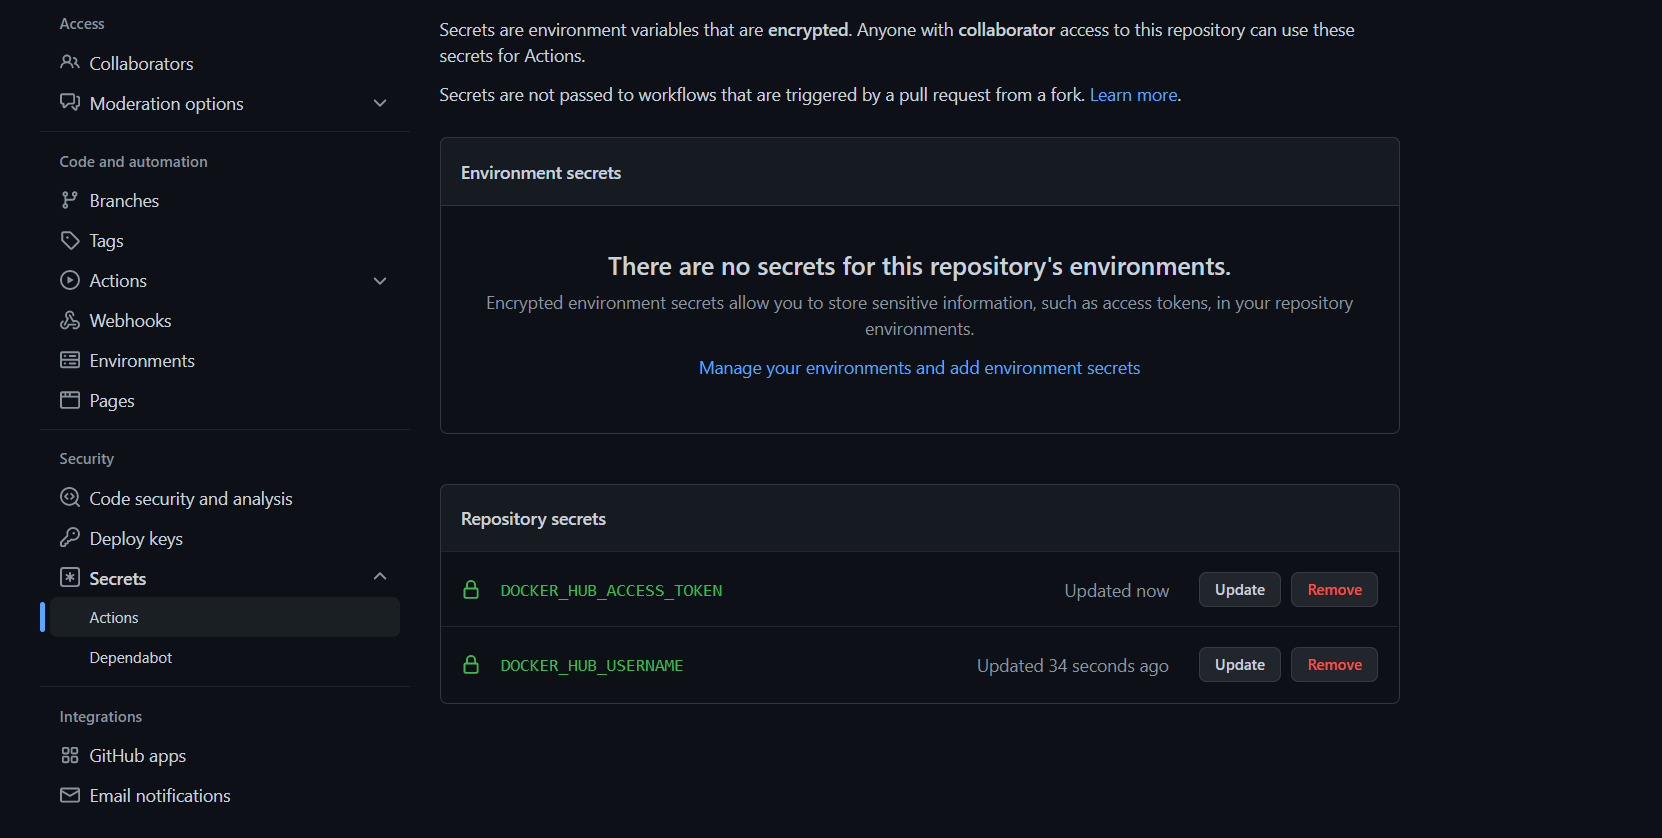 Access
Collaborators
Moderation options
Code and automation
Branches
Tags
Actions
Webhooks
Environments
Pages
Security
Code security and analysis
Deploy keys
Secrets
Actions
Dependabot
Integrations
GitHub apps
Email notifications
Secrets are environment variables that are encrypted. Anyone with collaborator access to this repository can use these
secrets for Actions.
Secrets are not passed to workflows that are triggered by a pull request from a fork. Learn more.
Environment secrets
There are no secrets for this repository's environments.
Encrypted environment secrets allow you to store sensitive information, such as access tokens, in your repository
environments.
Manage your environments and add environment secrets
Repository secrets
DOCKER_HUB_ACCESS_TOKEN Updated now Update Remove
DOCKER_HUB_USERNAME Updated 34 seconds ago Update Remove